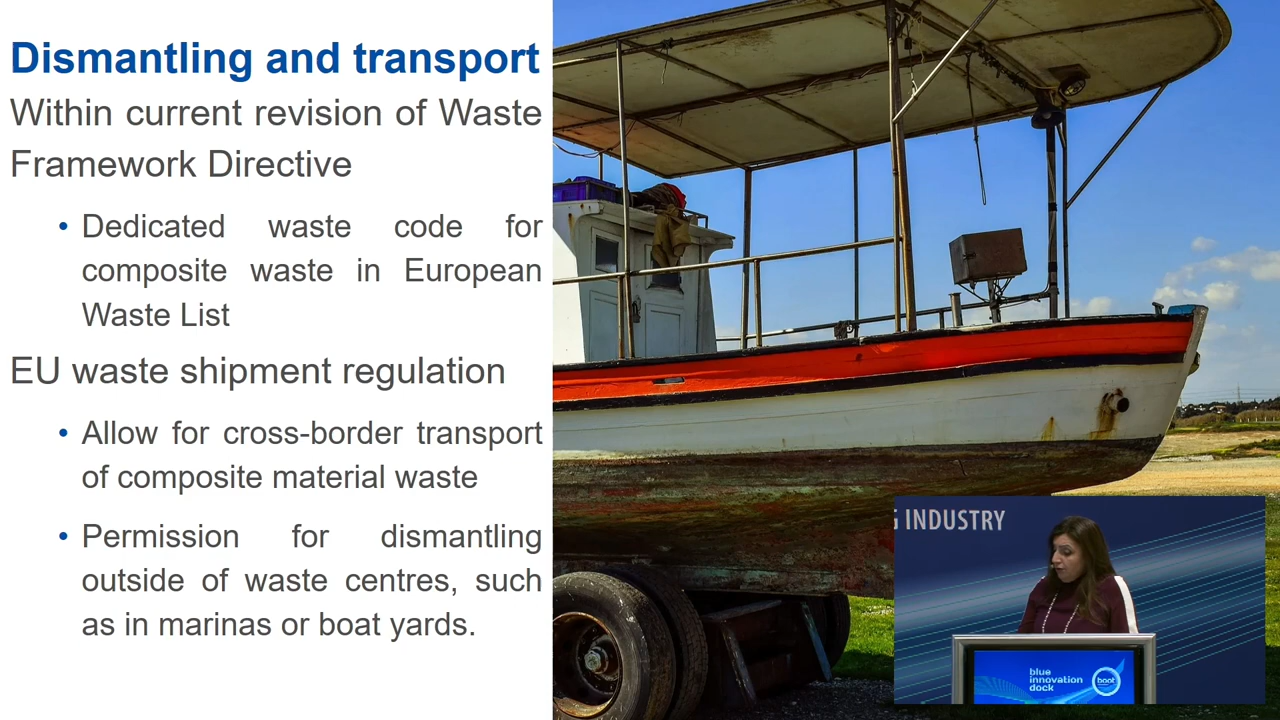 Dismantling and transport
Within current revision of Waste
Framework Directive
• Dedicated waste code for
composite waste in European
Waste List
EU waste shipment regulation
• Allow for cross-border transport
of composite material waste
• Permission for dismantling
outside of waste centres, such
as in marinas or boat yards.
INDUSTRY
blue
innovation
dock
boot